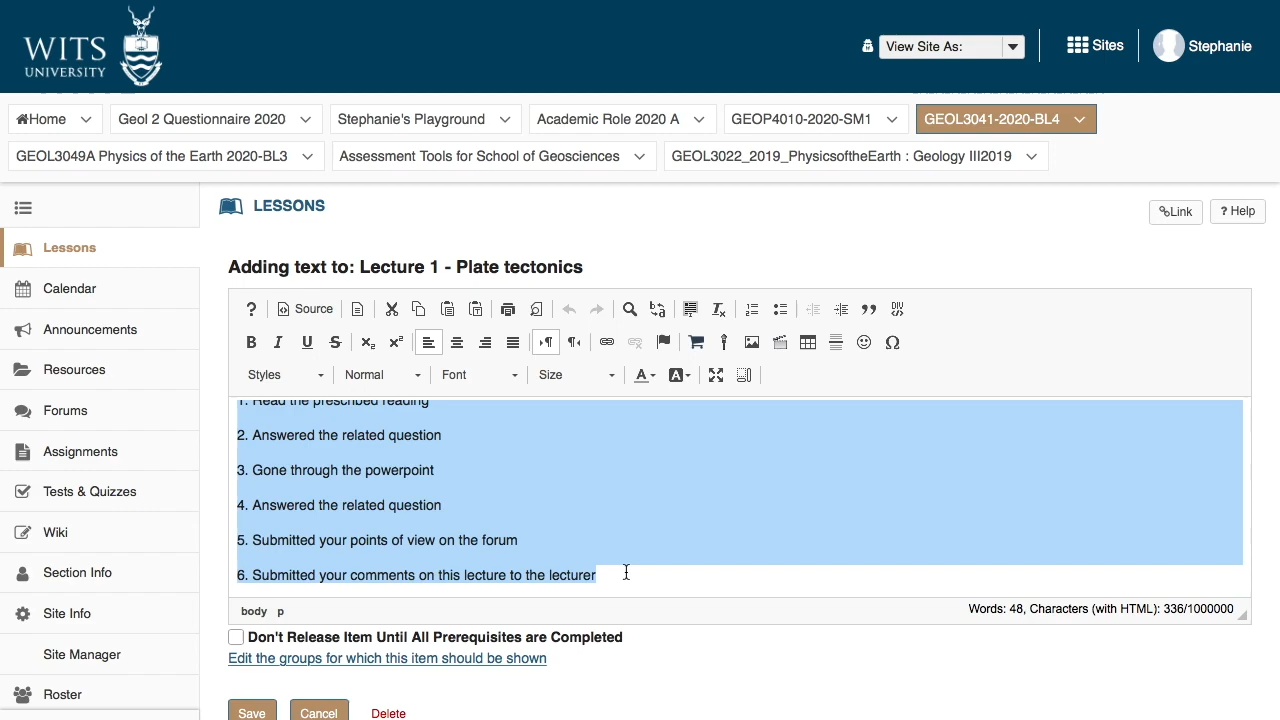 WITS
UNIVERSITY
View Site As:
Sites
Stephanie
Home
Geol 2 Questionnaire 2020
Stephanie's Playground
Academic Role 2020 A
GEOP4010-2020-SM1
GEOL3041-2020-BL4
GEOL3049A Physics of the Earth 2020-BL3
Assessment Tools for School of Geosciences
GEOL3022_2019_PhysicsoftheEarth : Geology III2019
LESSONS
Link
? Help
Lessons
Calendar
Announcements
Resources
Forums
Assignments
Tests & Quizzes
Wiki
Section Info
Site Info
Site Manager
Roster
Adding text to: Lecture 1 - Plate tectonics
Source
Styles
Normal
Font
Size
1. Read the prescribed reading
2. Answered the related question
3. Gone through the powerpoint
4. Answered the related question
5. Submitted your points of view on the forum
6. Submitted your comments on this lecture to the lecturer
body p
Words: 48, Characters (with HTML): 336/1000000
Don't Release Item Until All Prerequisites are Completed
Edit the groups for which this item should be shown
Save
Cancel
Delete